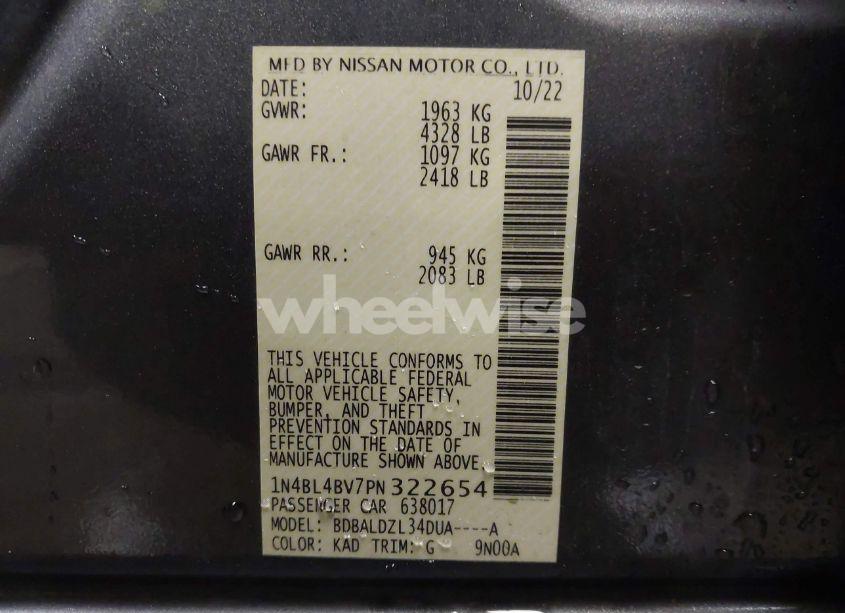 MFD BY NISSAN MOTOR CO., LTD.
DATE: 10/22
GVWR: 1963 KG
4328 LB
GAWR FR.: 1097 KG
2418 LB
GAWR RR.: 945 KG
2083 LB
wheelwise
THIS VEHICLE CONFORMS TO
ALL APPLICABLE FEDERAL
MOTOR VEHICLE SAFETY,
BUMPER, AND THEFT
PREVENTION STANDARDS IN
EFFECT ON THE DATE OF
MANUFACTURE SHOWN ABOVE.
1N4BL4BV7PN322654
PASSENGER CAR 638017
MODEL: BDBALDZL34DUA----A
COLOR: KAD TRIM: G 9N00A